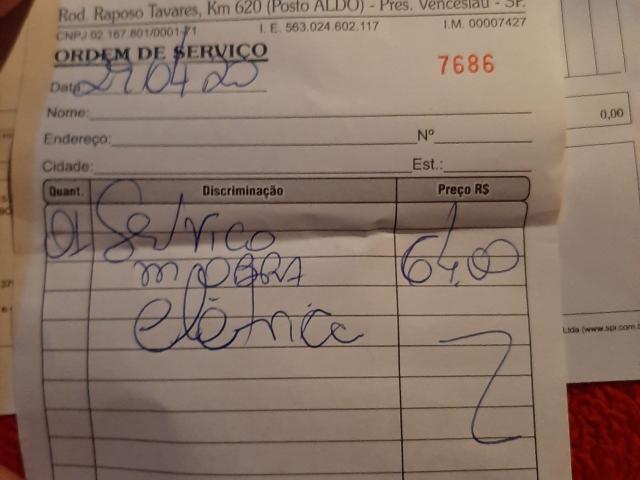 Rod. Raposo Tavares, Km 620 (Posto ALDO) - Pres. Venceslau - SP.
CNPJ 02.167.801/0001-71 I. E. 563.024.602.117 I.M. 00007427
ORDEM DE SERVIÇO
7686
Data 29/04/20
Nome:
Endereço: Nº
Cidade: Est.:
Quant. Discriminação Preço R$
01 Serviço 64,00
m OBRA
elétrica
0,00
Ltda (www.spi.com.b